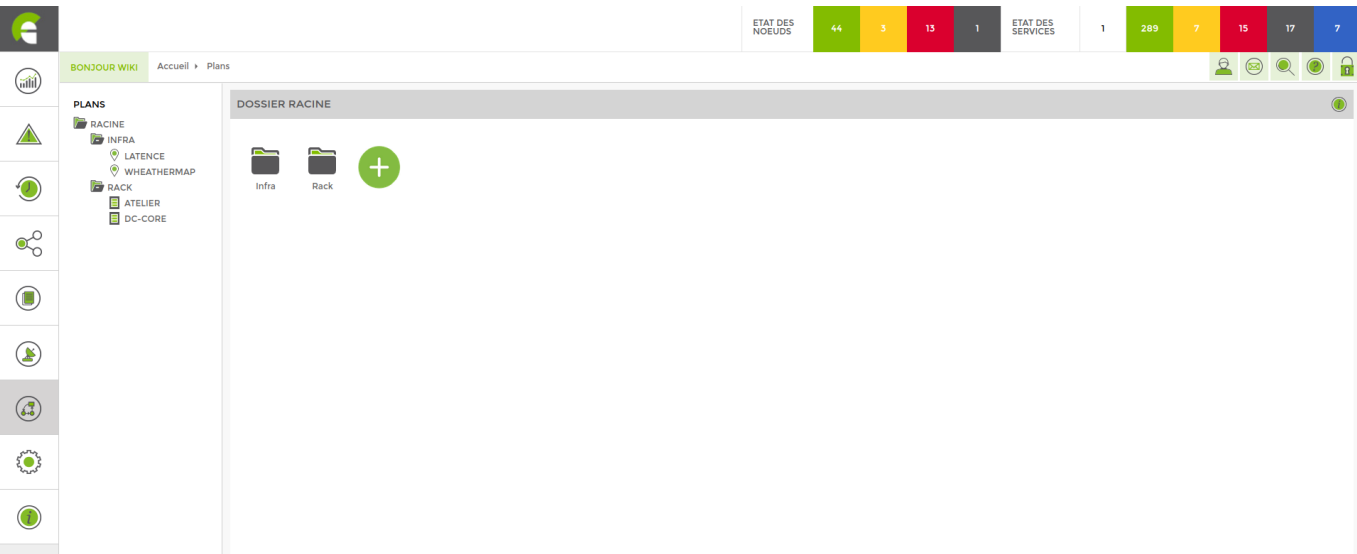 ETAT DES NOEUDS 44 3 13 1 ETAT DES SERVICES 1 289 7 15 17 7
BONJOUR WIKI Accueil Plans
PLANS
RACINE
INFRA
LATENCE
WHEATHERMAP
RACK
ATELIER
DC-CORE
DOSSIER RACINE
Infra Rack